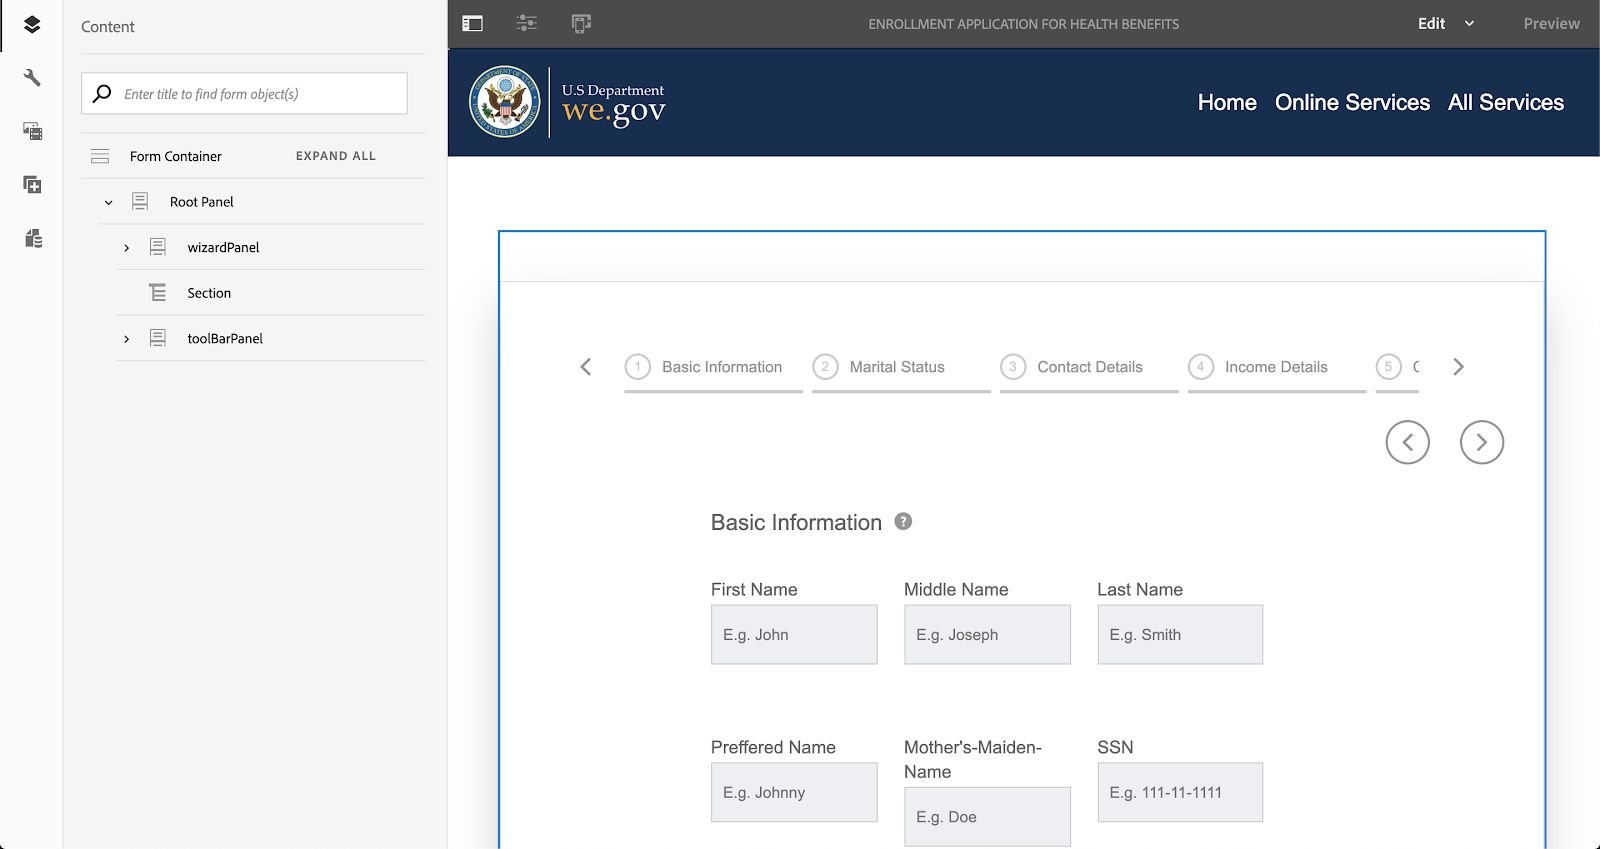 Content
Enter title to find form object(s)
Form Container
EXPAND ALL
Root Panel
wizardPanel
Section
toolBarPanel
ENROLLMENT APPLICATION FOR HEALTH BENEFITS
Edit
Preview
U.S Department
we.gov
Home
Online Services
All Services
1 Basic Information
2 Marital Status
3 Contact Details
4 Income Details
5
Basic Information ?
First Name
Middle Name
Last Name
E.g. John
E.g. Joseph
E.g. Smith
Preffered Name
Mother's-Maiden-
Name
SSN
E.g. Johnny
E.g. Doe
E.g. 111-11-1111